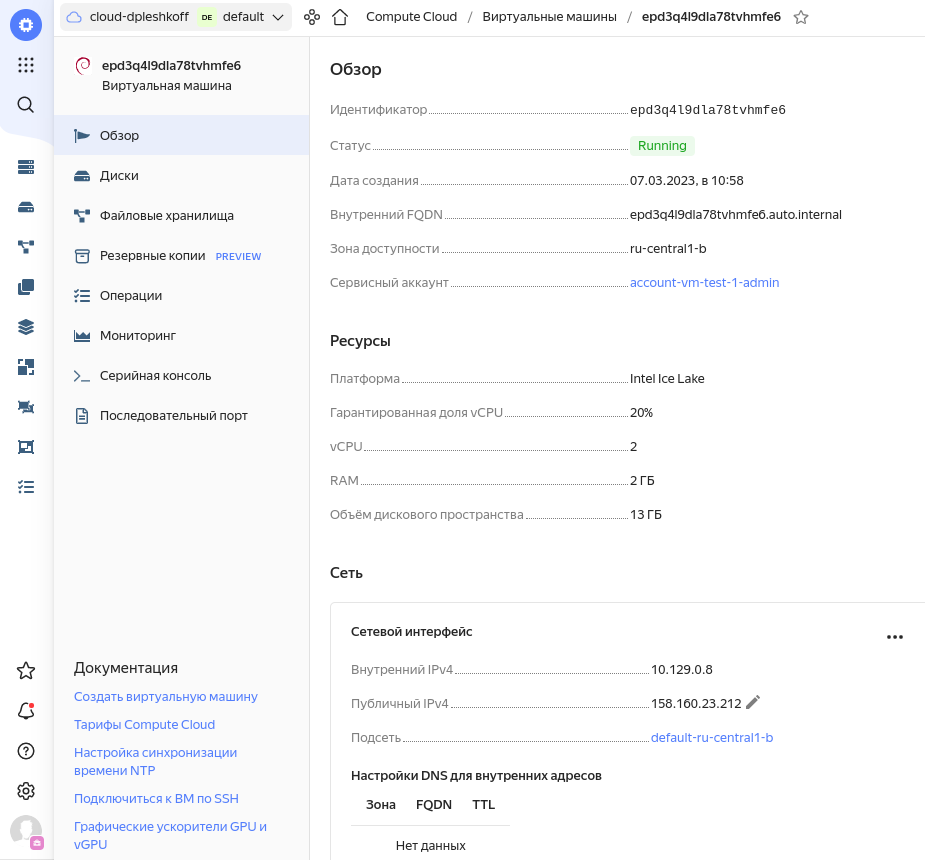 cloud-dpleshkoff DE default Compute Cloud / Виртуальные машины / epd3q4l9dla78tvhmfe6
epd3q4l9dla78tvhmfe6
Виртуальная машина
Обзор
Диски
Файловые хранилища
Резервные копии PREVIEW
Операции
Мониторинг
Серийная консоль
Последовательный порт
Документация
Создать виртуальную машину
Тарифы Compute Cloud
Настройка синхронизации
времени NTP
Подключиться к ВМ по SSH
Графические ускорители GPU и
vGPU
Обзор
Идентификатор epd3q4l9dla78tvhmfe6
Статус Running
Дата создания 07.03.2023, в 10:58
Внутренний FQDN epd3q4l9dla78tvhmfe6.auto.internal
Зона доступности ru-central1-b
Сервисный аккаунт account-vm-test-1-admin
Ресурсы
Платформа Intel Ice Lake
Гарантированная доля vCPU 20%
vCPU 2
RAM 2 ГБ
Объём дискового пространства 13 ГБ
Сеть
Сетевой интерфейс
Внутренний IPv4 10.129.0.8
Публичный IPv4 158.160.23.212
Подсеть default-ru-central1-b
Настройки DNS для внутренних адресов
Зона FQDN TTL
Нет данных